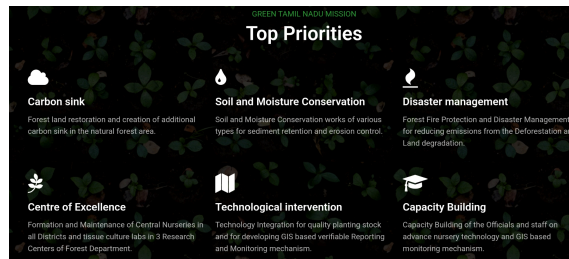 GREEN TAMIL NADU MISSION
Top Priorities
Carbon sink
Forest land restoration and creation of additional
carbon sink in the natural forest area.
Soil and Moisture Conservation
Soil and Moisture Conservation works of various
types for sediment retention and erosion control.
Disaster management
Forest Fire Protection and Disaster Management
for reducing emissions from the Deforestation
Land degradation.
Centre of Excellence
Formation and Maintenance of Central Nurseries in
all Districts and tissue culture labs in 3 Research
Centers of Forest Department.
Technological intervention
Technology Integration for quality planting stock
and for developing GIS based verifiable Reporting
and Monitoring mechanism.
Capacity Building
Capacity Building of the Officials and staff on
advance nursery technology and GIS based
monitoring mechanism.